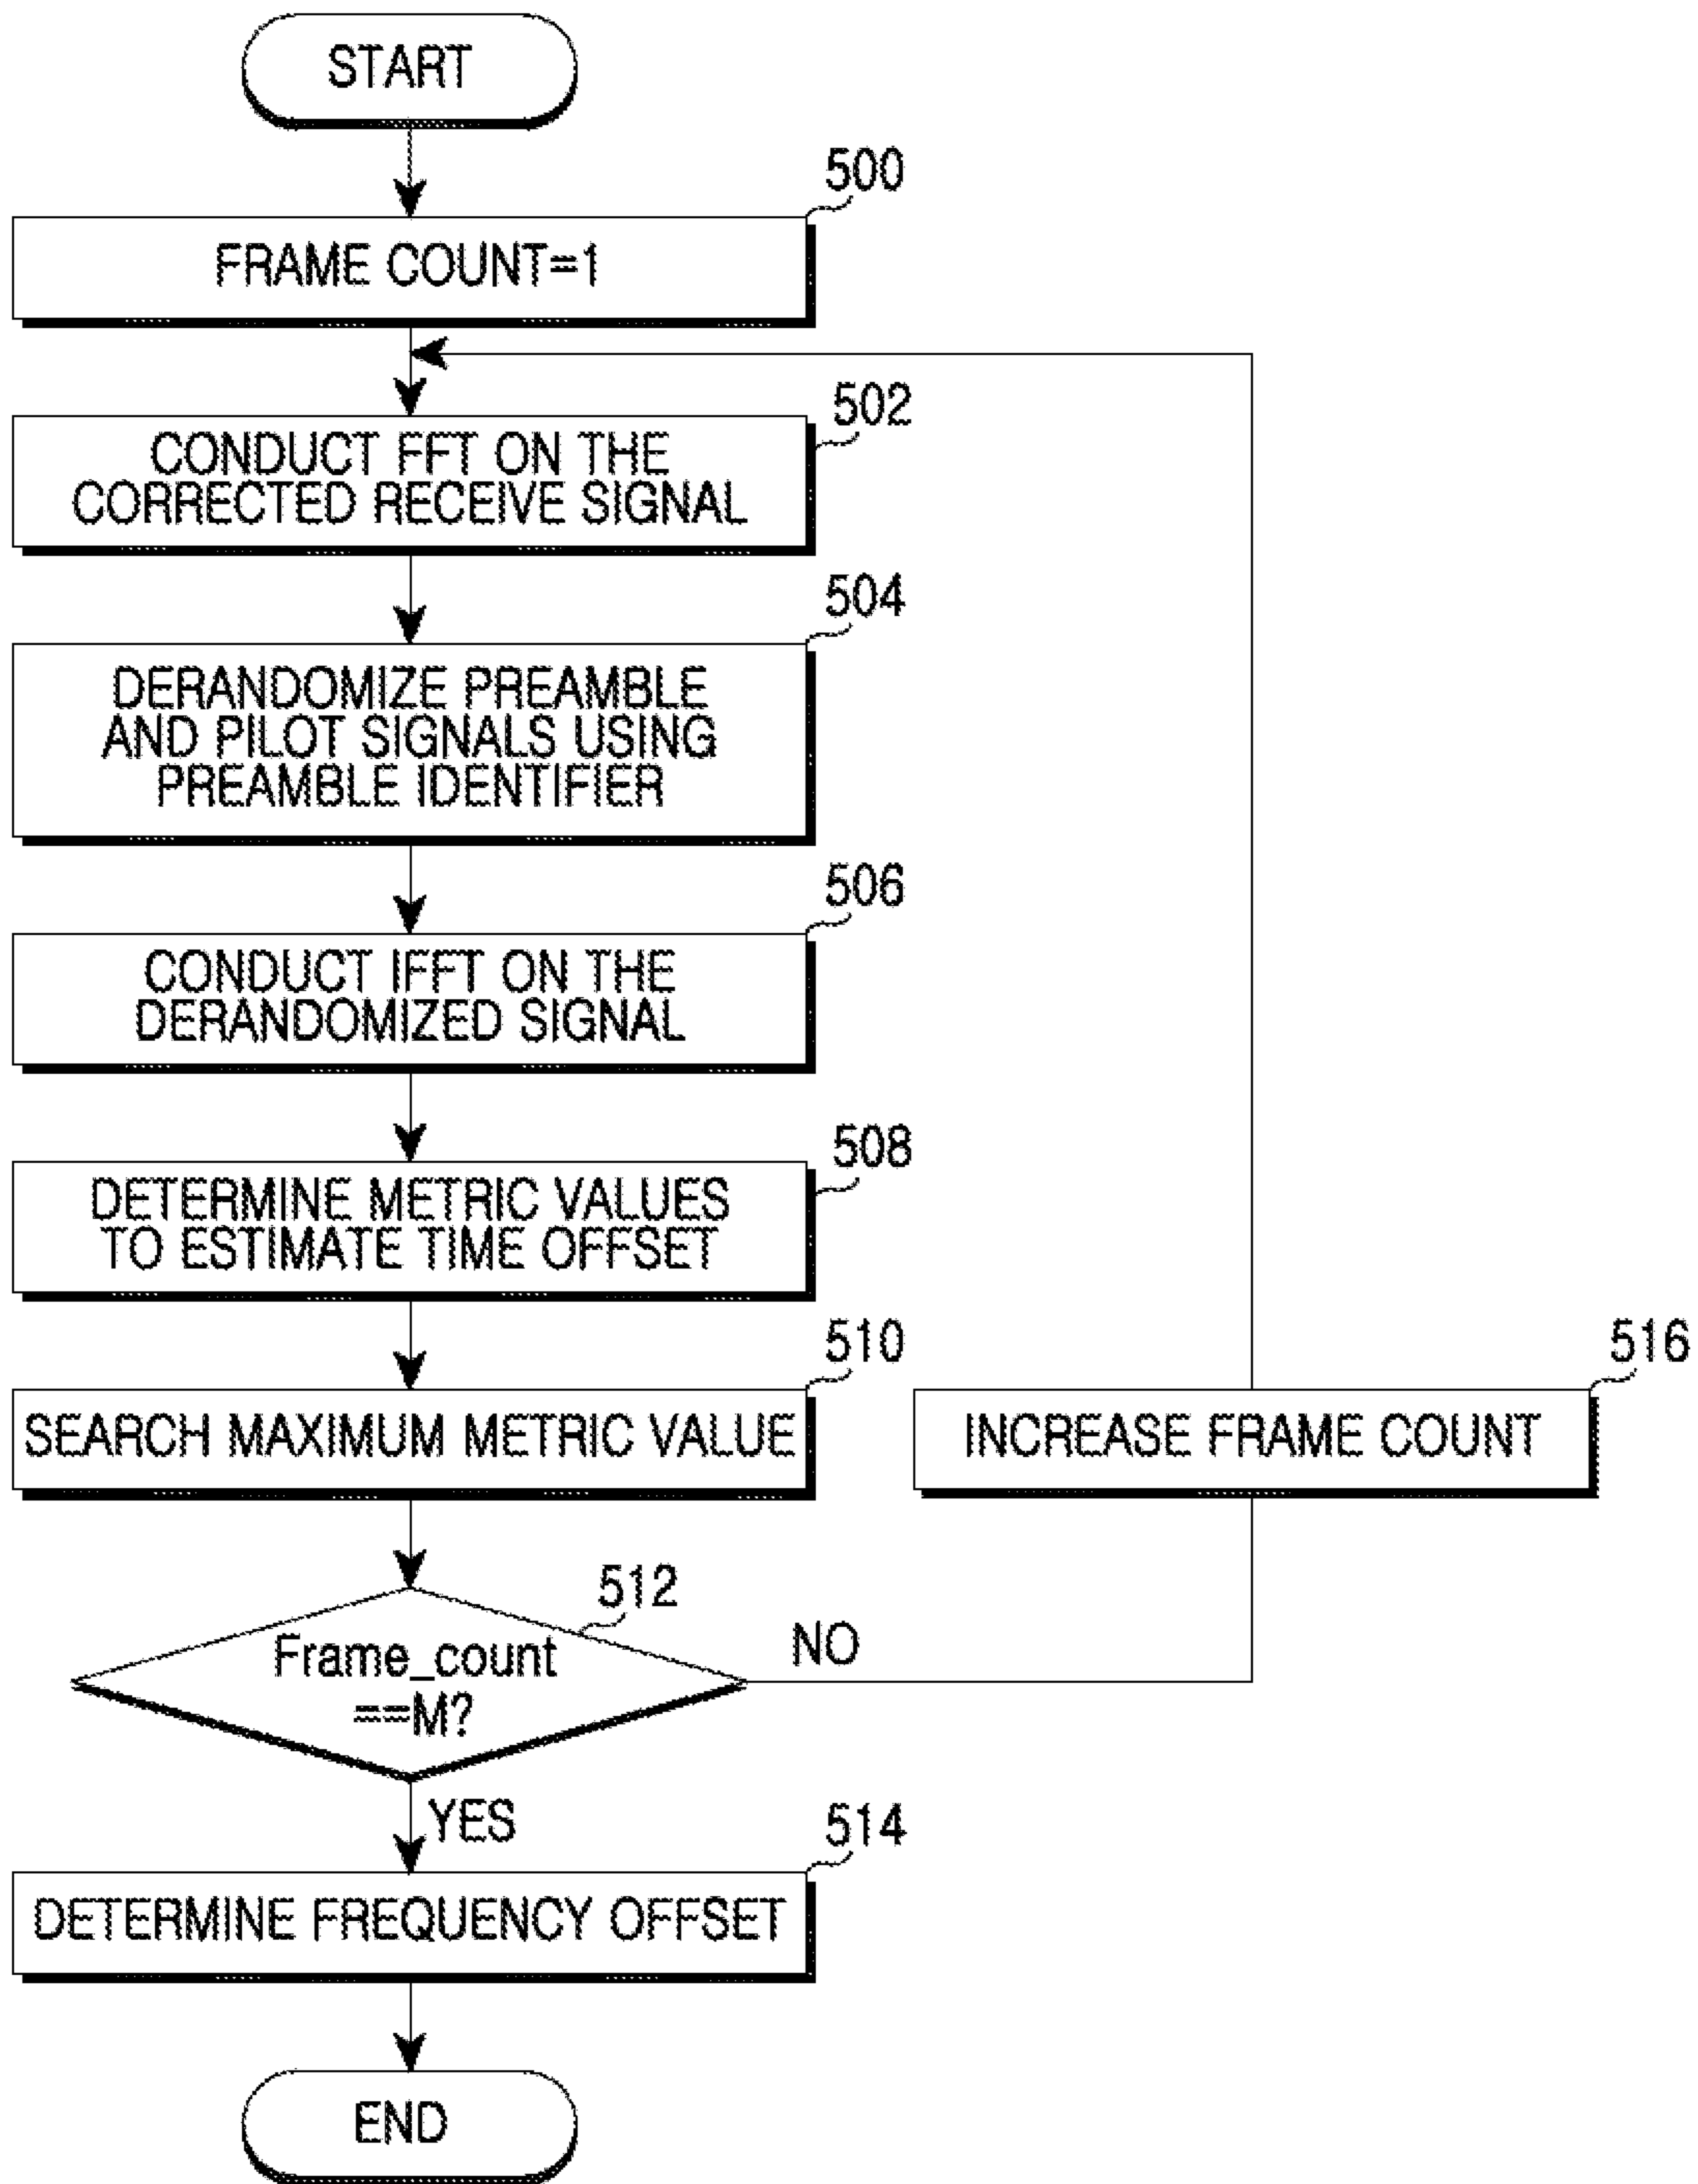 START
500
FRAME COUNT=1
502
CONDUCT FFT ON THE
CORRECTED RECEIVE SIGNAL
504
DERANDOMIZE PREAMBLE
AND PILOT SIGNALS USING
PREAMBLE IDENTIFIER
506
CONDUCT IFFT ON THE
DERANDOMIZED SIGNAL
508
DETERMINE METRIC VALUES
TO ESTIMATE TIME OFFSET
510
SEARCH MAXIMUM METRIC VALUE
516
INCREASE FRAME COUNT
512
Frame_count
==M?
NO
YES
514
DETERMINE FREQUENCY OFFSET
END